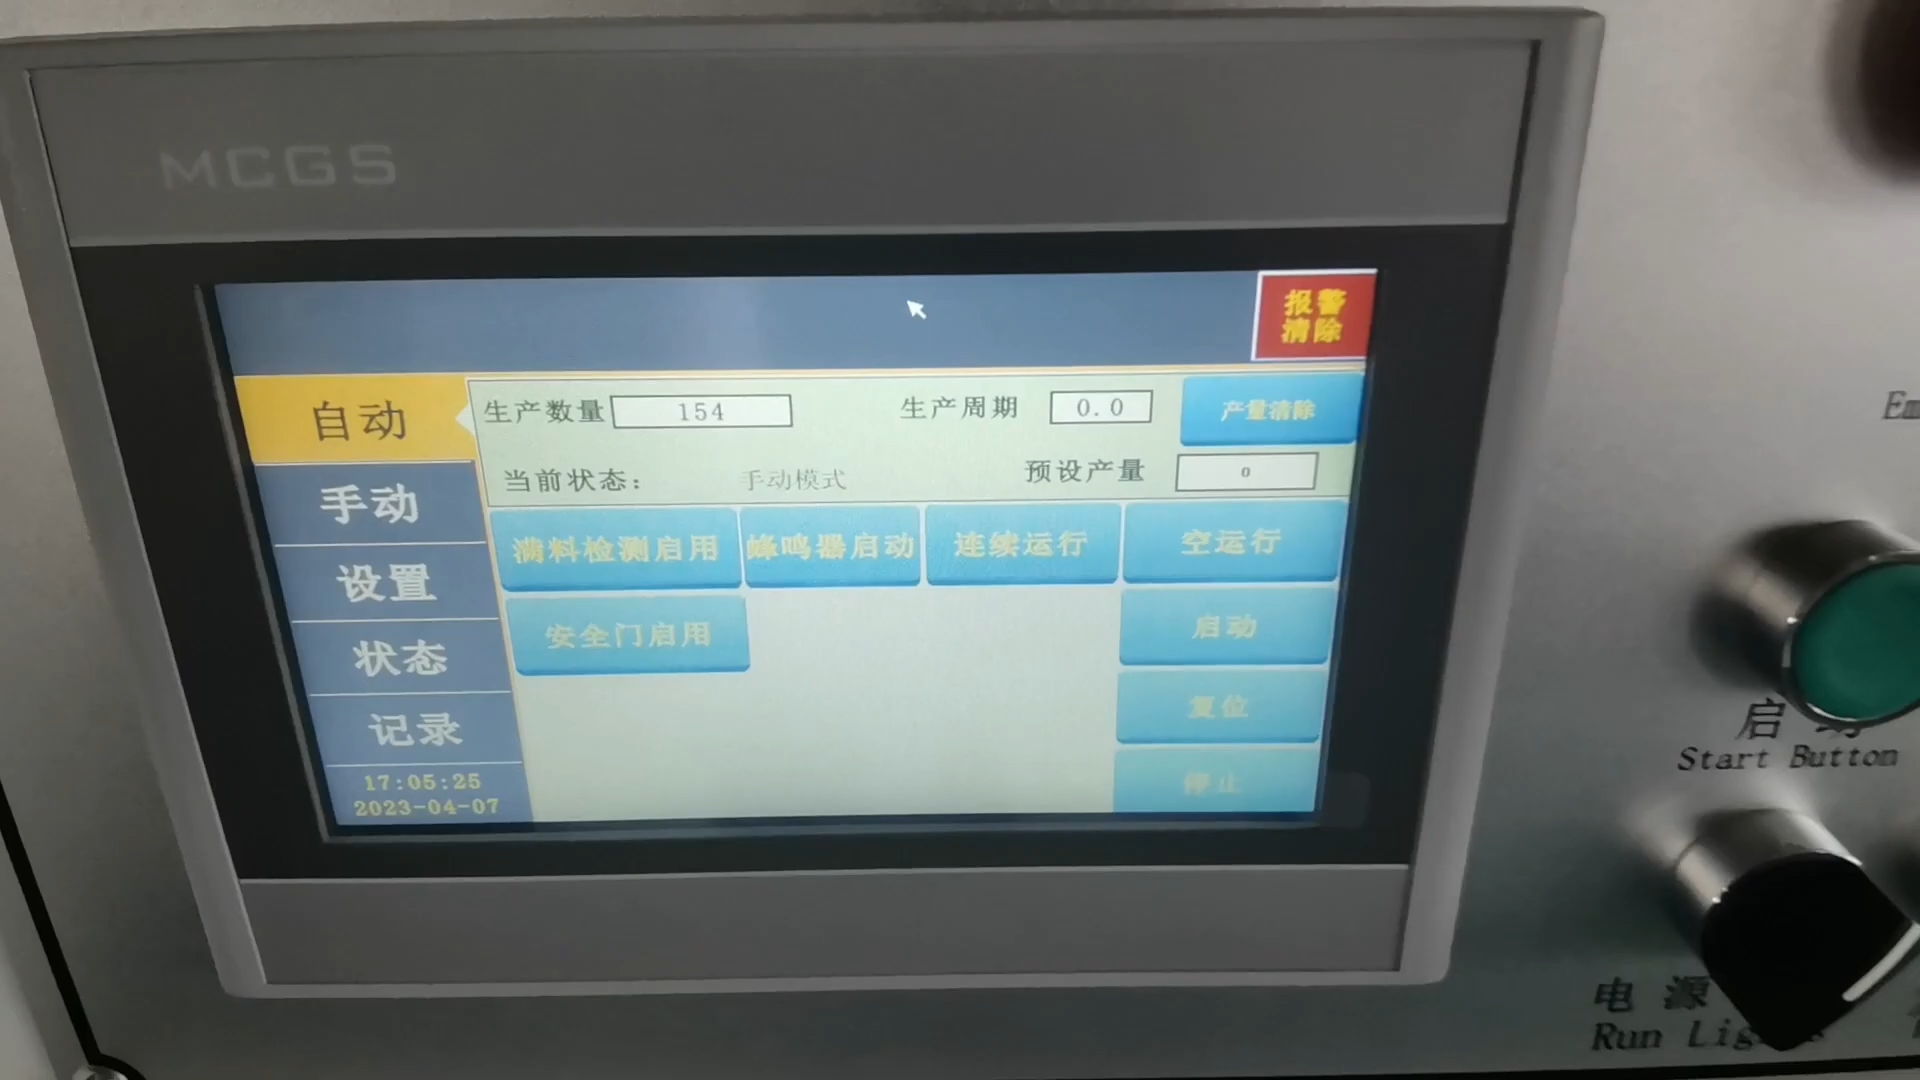 MCGS
报警
清除
自动
生产数量 154 生产周期 0.0 产量清除
当前状态: 手动模式 预设产量 0
手动
满料检测启用 蜂鸣器启动 连续运行 空运行
设置
安全门启用 启动
状态
复位
记录
停止
17:05:25
2023-04-07
启动
Start Button
电源
Run